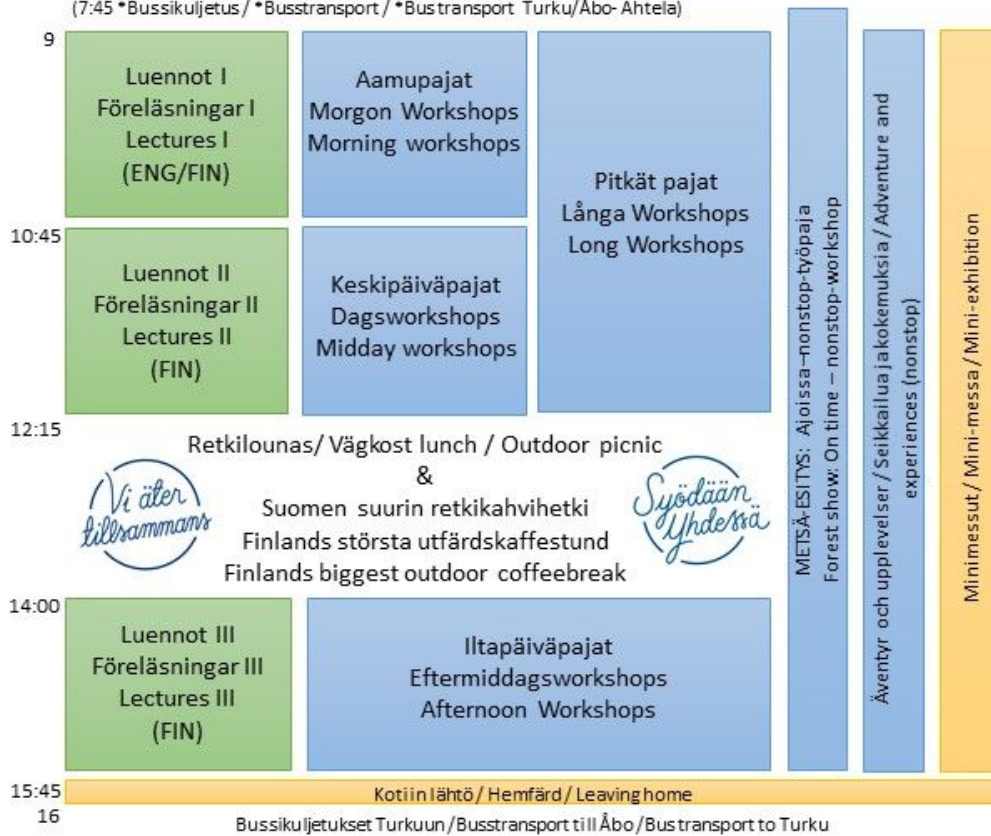 (7:45 *Bussikuljetus / *Busstransport / *Bus transport Turku/Åbo- Ahtela)
9
Luennot I
Föreläsningar I
Lectures I
(ENG/FIN)
Aamupajat
Morgon Workshops
Morning workshops
Pitkät pajat
Långa Workshops
Long Workshops
10:45
Luennot II
Föreläsningar II
Lectures II
(FIN)
Keskipäiväpajat
Dagsworkshops
Midday workshops
12:15
Retkilounas/ Vägkost lunch / Outdoor picnic
&
Suomen suurin retkikahvihetki
Finlands största utfärdskaffestund
Finlands biggest outdoor coffeebreak
Vi äter
tillsammans
Syödään
Yhdessä
14:00
Luennot III
Föreläsningar III
Lectures III
(FIN)
Iltapäiväpajat
Eftermiddagsworkshops
Afternoon Workshops
METSÄ-ESITYS: Ajoissa–nonstop-työpaja
Forest show: On time – nonstop-workshop
Äventyr och upplevelser / Seikkailua ja kokemuksia / Adventure and
experiences (nonstop)
Minimessut / Mini-messa / Mini-exhibition
15:45
Kotiin lähtö / Hemfärd / Leaving home
16
Bussikuljetukset Turkuun / Busstransport till Åbo / Bus transport to Turku